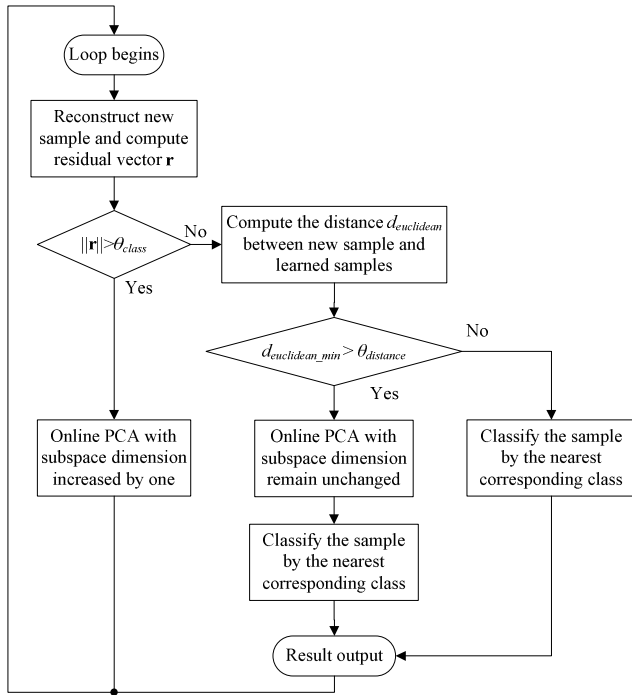 Loop begins
Reconstruct new
sample and compute
residual vector r
||r||>θclass
No
Yes
Compute the distance deuclidean
between new sample and
learned samples
deuclidean_min > θdistance
No
Yes
Online PCA with
subspace dimension
increased by one
Online PCA with
subspace dimension
remain unchanged
Classify the sample
by the nearest
corresponding class
Classify the sample
by the nearest
corresponding class
Result output